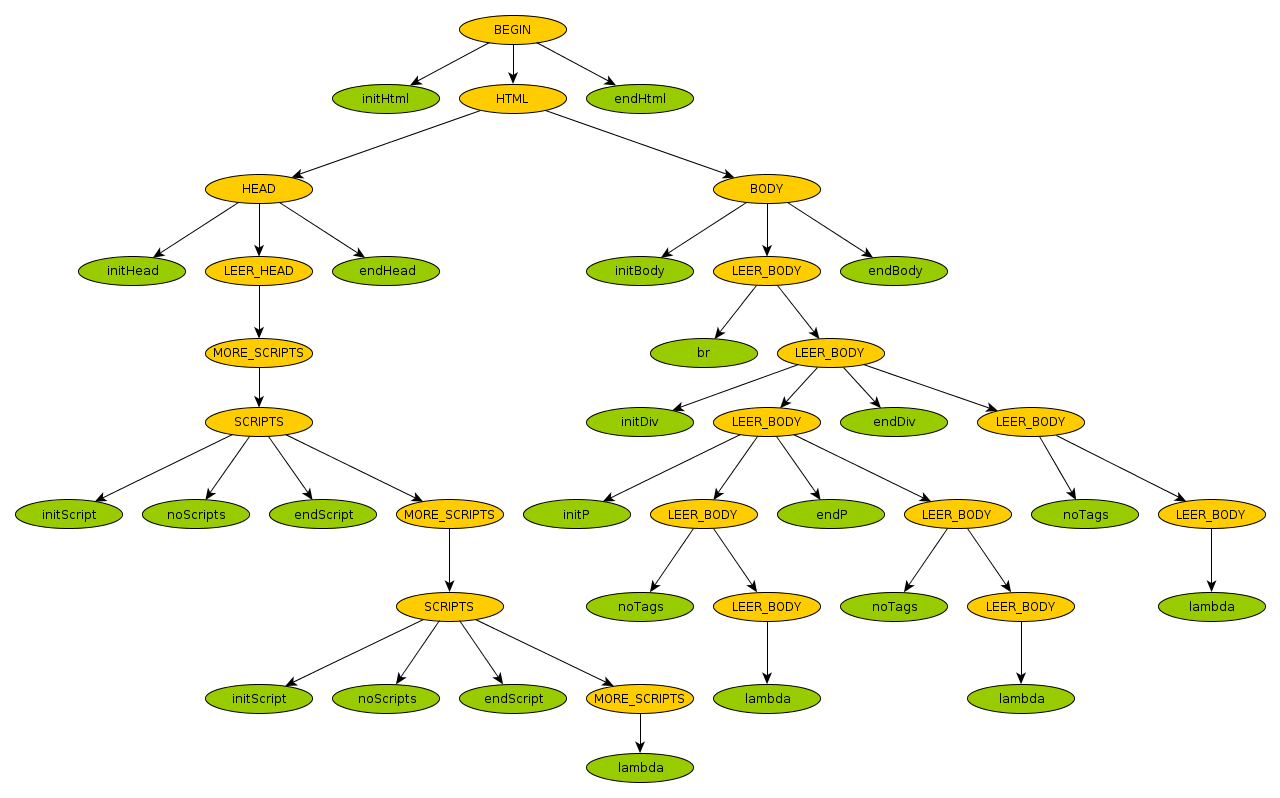 BEGIN
initHtml HTML endHtml
HEAD BODY
initHead LEER_HEAD endHead initBody LEER_BODY endBody
MORE_SCRIPTS br LEER_BODY
SCRIPTS initDiv LEER_BODY endDiv LEER_BODY
initScript noScripts endScript MORE_SCRIPTS initP LEER_BODY endP LEER_BODY noTags LEER_BODY
SCRIPTS noTags LEER_BODY noTags LEER_BODY lambda
initScript noScripts endScript MORE_SCRIPTS lambda lambda
lambda